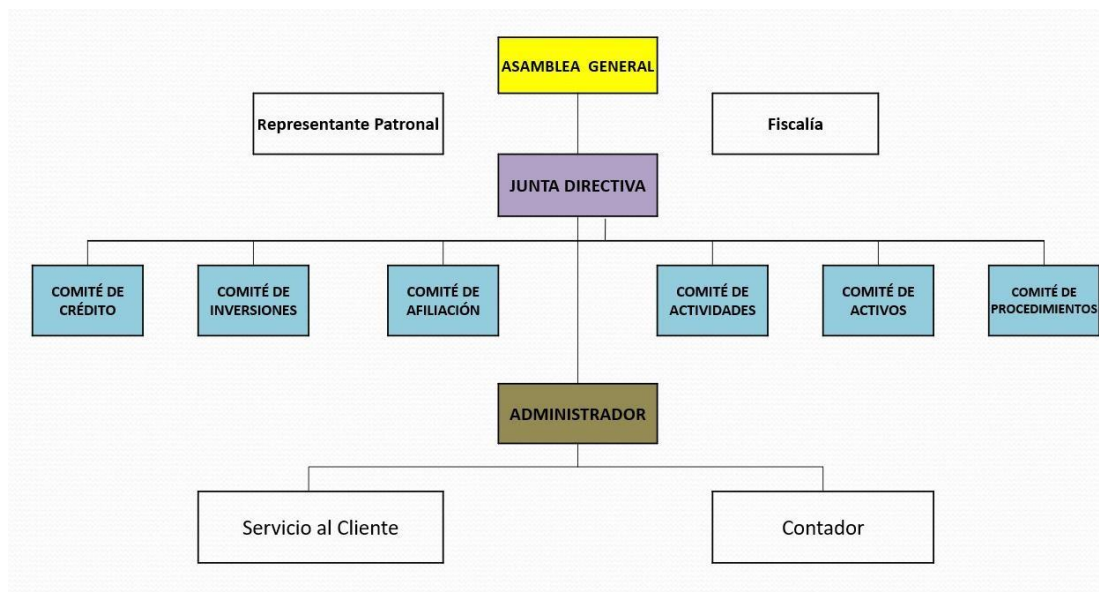 ASAMBLEA GENERAL
Representante Patronal
Fiscalía
JUNTA DIRECTIVA
COMITÉ DE
CRÉDITO
COMITÉ DE
INVERSIONES
COMITÉ DE
AFILIACIÓN
COMITÉ DE
ACTIVIDADES
COMITÉ DE
ACTIVOS
COMITÉ DE
PROCEDIMIENTOS
ADMINISTRADOR
Servicio al Cliente
Contador